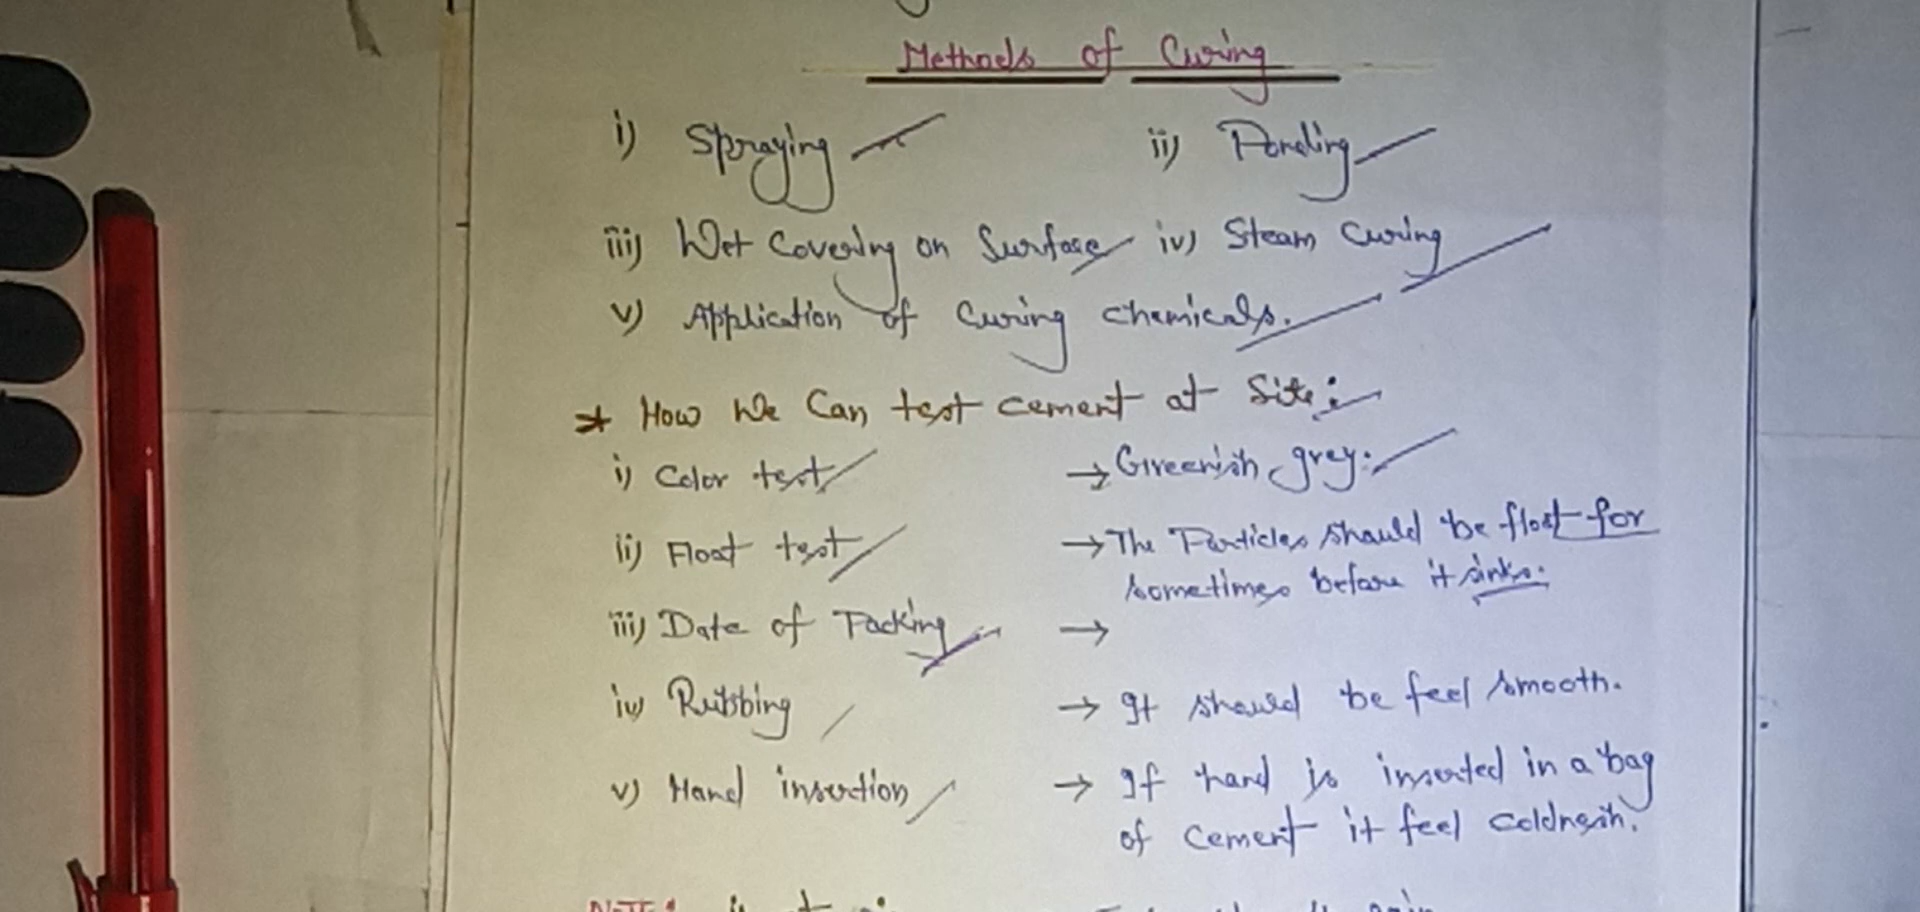 Methods of Curing
i) Spraying ii) Ponding
iii) Wet Covering on Surface iv) Steam Curing
v) Application of Curing chemicals.
* How We Can test cement at Site:
i) Color test → Greenish grey.
ii) Float test → The Particles should be float for
sometimes before it sinks.
iii) Date of Packing →
iv) Rubbing → It should be feel smooth.
v) Hand insertion → If hand is inserted in a bag
of cement it feel coldnesh.